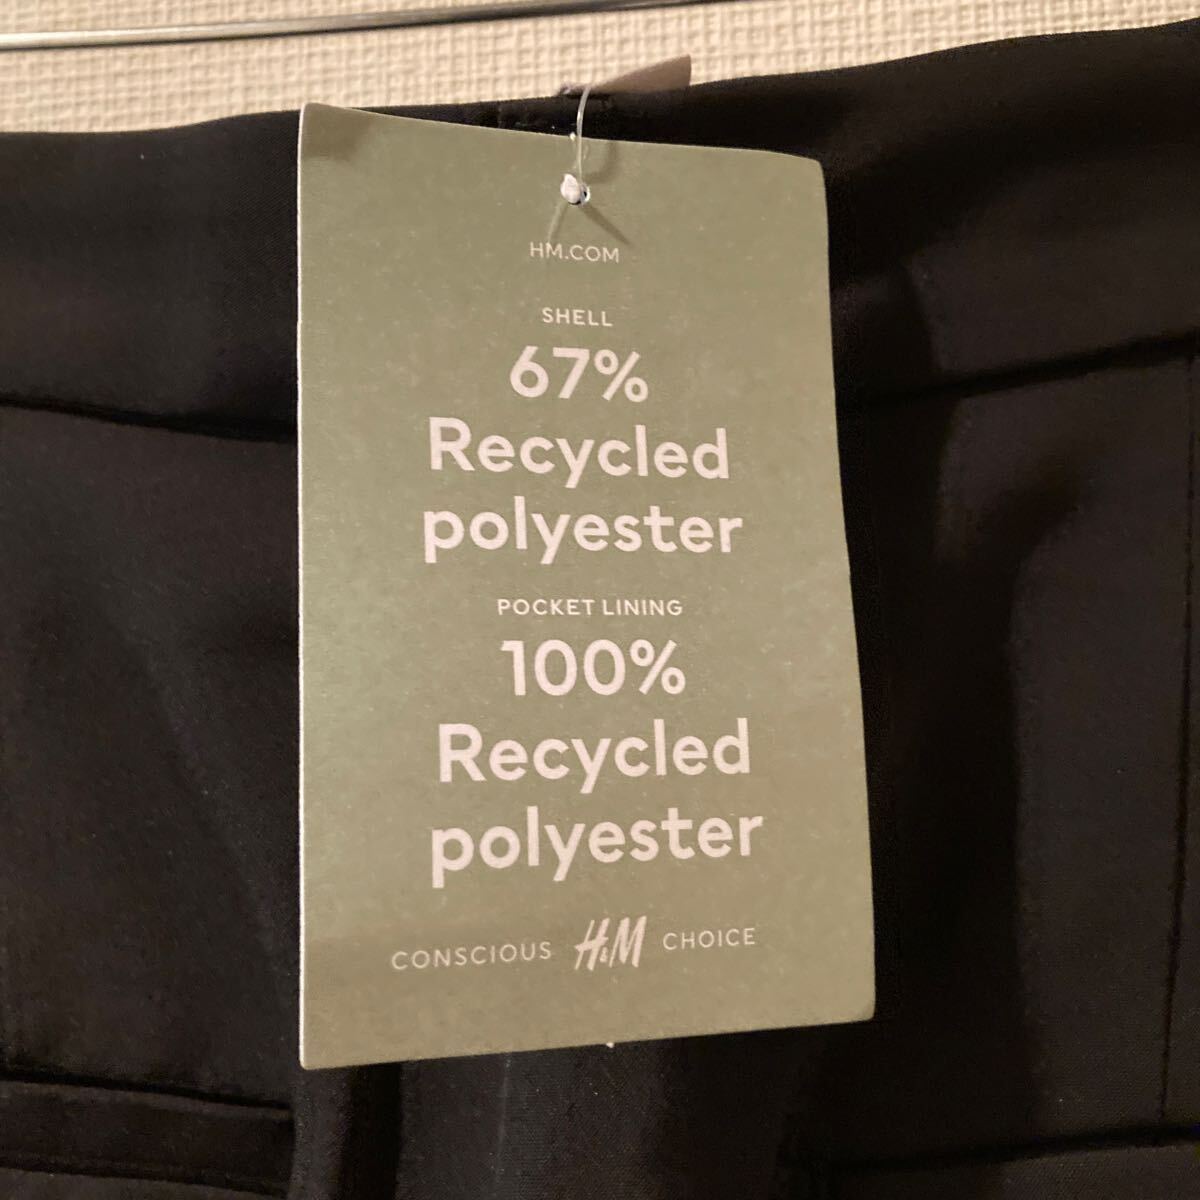 HM.COM
SHELL
67%
Recycled
polyester
POCKET LINING
100%
Recycled
polyester
CONSCIOUS H&M CHOICE